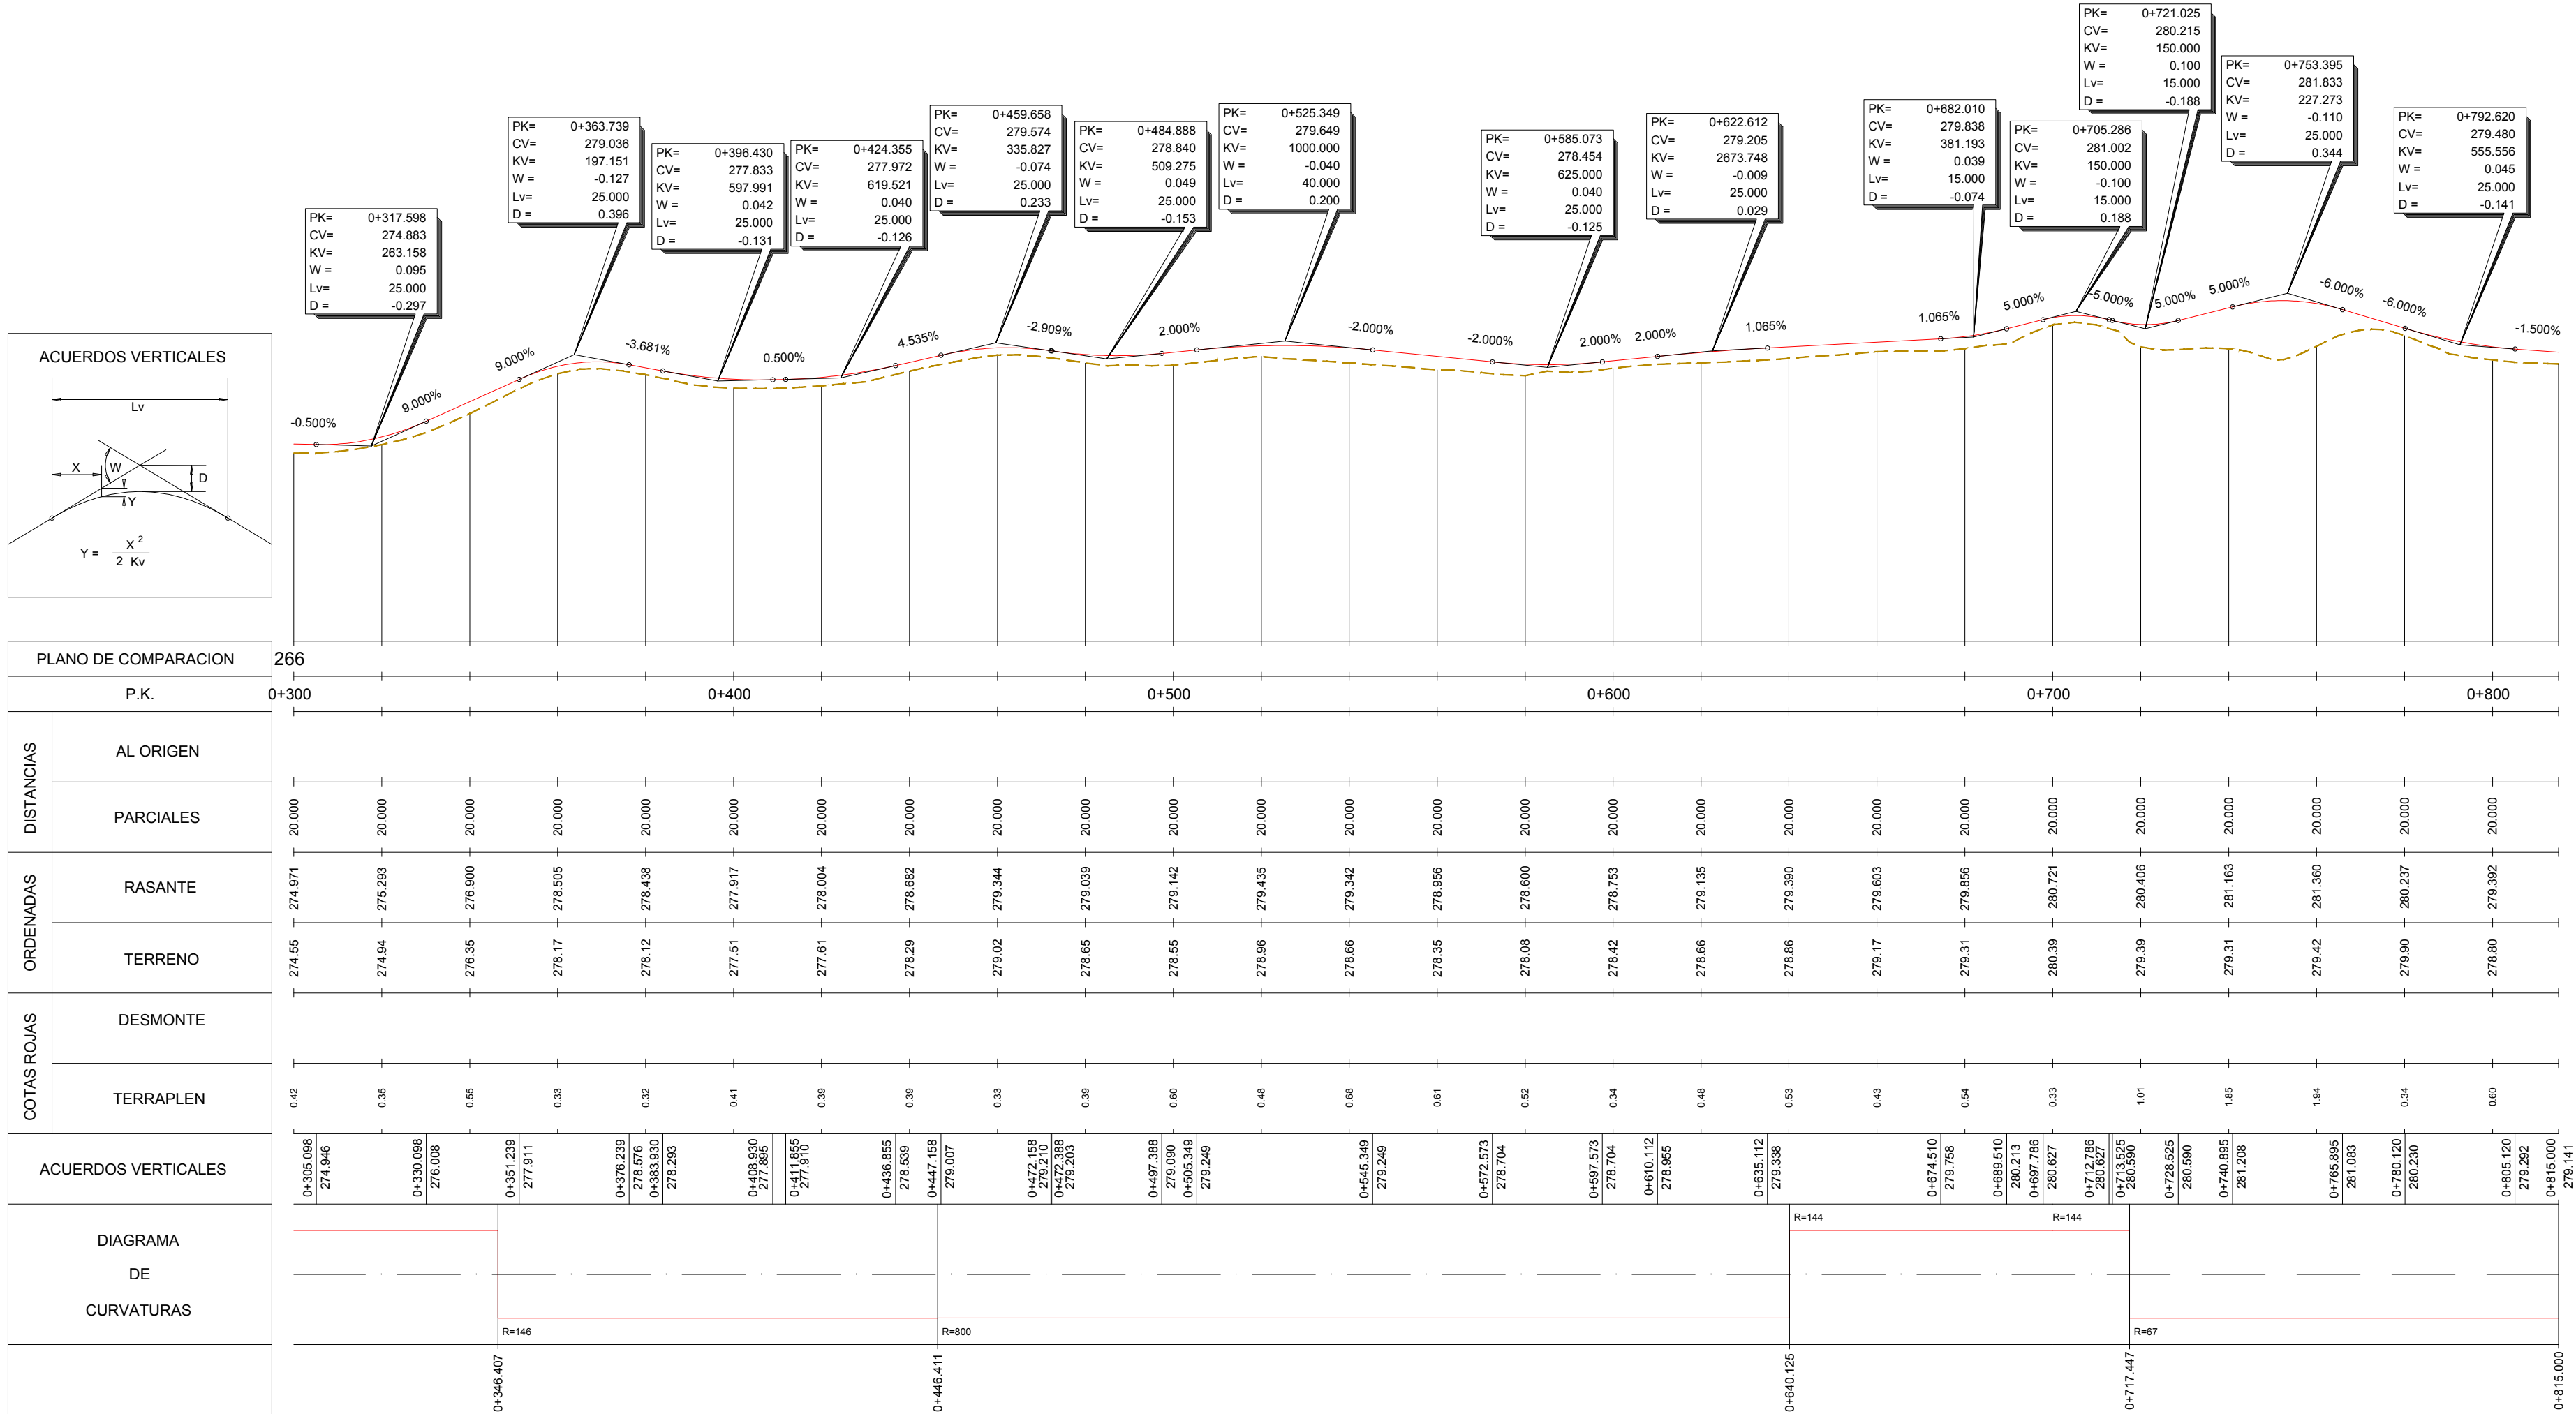 PK= 0+317.598
CV= 274.883
KV= 263.158
W = 0.095
Lv= 25.000
D = -0.297
PK= 0+363.739
CV= 279.036
KV= 197.151
W = -0.127
Lv= 25.000
D = 0.396
PK= 0+396.430
CV= 277.833
KV= 597.991
W = 0.042
Lv= 25.000
D = -0.131
PK= 0+424.355
CV= 277.972
KV= 619.521
W = 0.040
Lv= 25.000
D = -0.126
PK= 0+459.658
CV= 279.574
KV= 335.827
W = -0.074
Lv= 25.000
D = 0.233
PK= 0+484.888
CV= 278.840
KV= 509.275
W = 0.049
Lv= 25.000
D = -0.153
PK= 0+525.349
CV= 279.649
KV= 1000.000
W = -0.040
Lv= 40.000
D = 0.200
PK= 0+585.073
CV= 278.454
KV= 625.000
W = 0.040
Lv= 25.000
D = -0.125
PK= 0+622.612
CV= 279.205
KV= 2673.748
W = -0.009
Lv= 25.000
D = 0.029
PK= 0+682.010
CV= 279.838
KV= 381.193
W = 0.039
Lv= 15.000
D = -0.074
PK= 0+705.286
CV= 281.002
KV= 150.000
W = -0.100
Lv= 15.000
D = 0.188
PK= 0+721.025
CV= 280.215
KV= 150.000
W = 0.100
Lv= 15.000
D = -0.188
PK= 0+753.395
CV= 281.833
KV= 227.273
W = -0.110
Lv= 25.000
D = 0.344
PK= 0+792.620
CV= 279.480
KV= 555.556
W = 0.045
Lv= 25.000
D = -0.141
-0.500% 9.000% 9.000% -3.681% 0.500% 4.535% -2.909% 2.000% -2.000% -2.000% 2.000% 2.000% 1.065% 1.065% 5.000% -5.000% 5.000% 5.000% -6.000% -6.000% -1.500%
ACUERDOS VERTICALES
Lv
X
W
D
Y
Y = X 2
2 Kv
PLANO DE COMPARACION 266
P.K. 0+300 0+400 0+500 0+600 0+700 0+800
DISTANCIAS
AL ORIGEN
PARCIALES 20.000 20.000 20.000 20.000 20.000 20.000 20.000 20.000 20.000 20.000 20.000 20.000 20.000 20.000 20.000 20.000 20.000 20.000 20.000 20.000 20.000 20.000 20.000 20.000 20.000 20.000
ORDENADAS
RASANTE 274.971 275.293 276.900 278.505 278.438 277.917 278.004 278.682 279.344 279.039 279.142 279.435 279.342 278.956 278.600 278.753 279.135 279.390 279.603 279.856 280.721 280.406 281.163 281.360 280.237 279.392
TERRENO 274.55 274.94 276.35 278.17 278.12 277.51 277.61 278.29 279.02 278.65 278.55 278.96 278.66 278.35 278.08 278.42 278.66 278.86 279.17 279.31 280.39 279.39 279.31 279.42 279.90 278.80
COTAS ROJAS
DESMONTE
TERRAPLEN 0.42 0.35 0.55 0.33 0.32 0.41 0.39 0.39 0.33 0.39 0.60 0.48 0.68 0.61 0.52 0.34 0.48 0.53 0.43 0.54 0.33 1.01 1.85 1.94 0.34 0.60
ACUERDOS VERTICALES
0+305.098 274.946
0+330.098 276.008
0+351.239 277.911
0+376.239 278.576
0+383.930 278.293
0+408.930 277.895
0+411.855 277.910
0+436.855 278.539
0+447.158 279.007
0+472.158 279.210
0+472.388 279.203
0+497.388 279.090
0+505.349 279.249
0+545.349 279.249
0+572.573 278.704
0+597.573 278.704
0+610.112 278.955
0+635.112 279.338
0+674.510 279.758
0+689.510 280.213
0+697.786 280.627
0+712.786 280.627
0+713.525 280.590
0+728.525 280.590
0+740.895 281.208
0+765.895 281.083
0+780.120 280.230
0+805.120 279.292
0+815.000 279.141
DIAGRAMA
DE
CURVATURAS
R=146
R=800
R=144 R=144
R=67
0+346.407 0+446.411 0+640.125 0+717.447 0+815.000